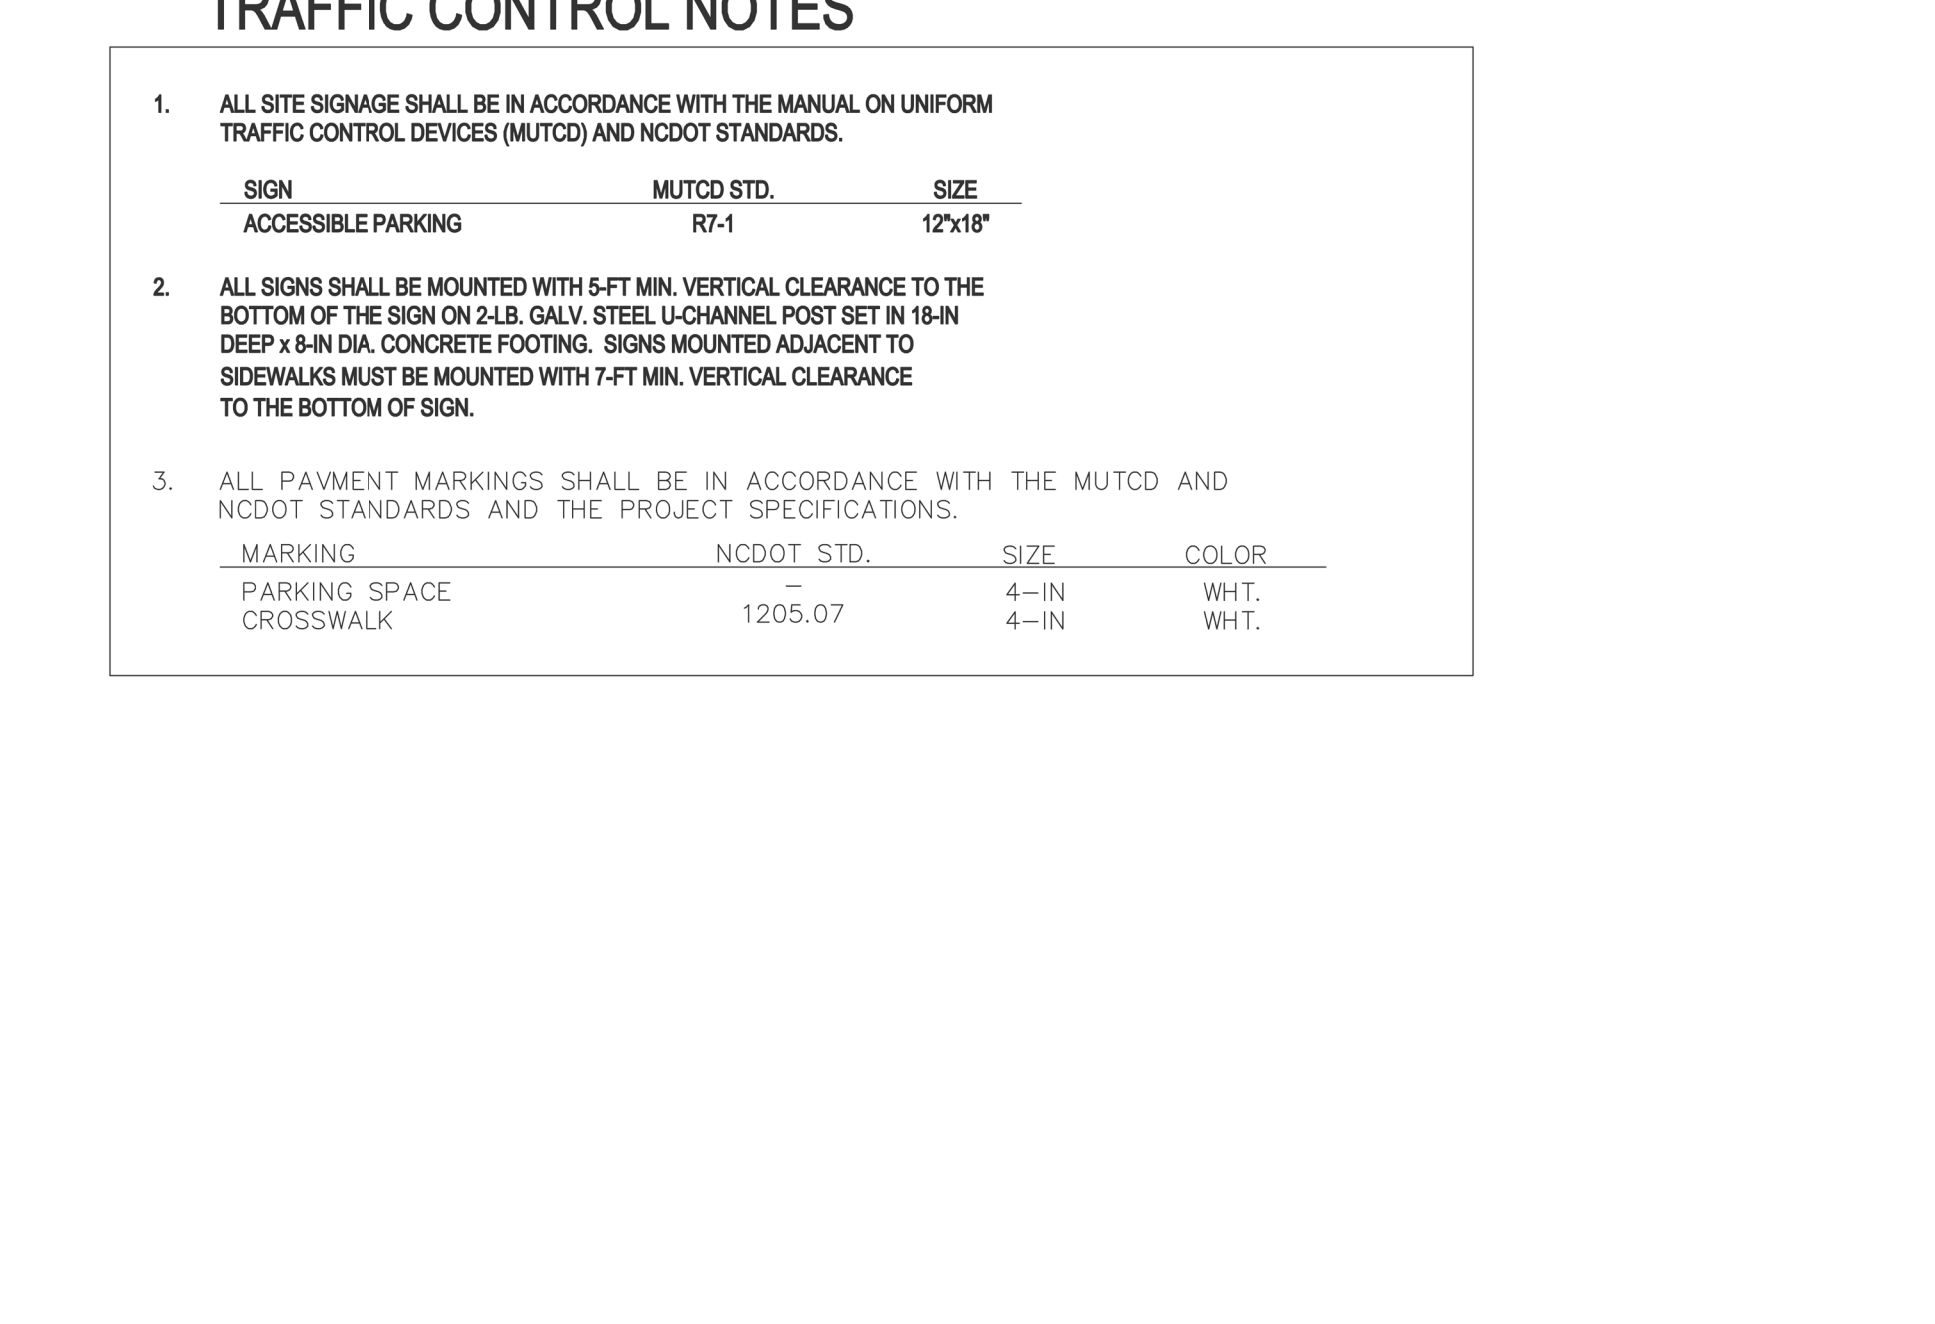 TRAFFIC CONTROL NOTES
1. ALL SITE SIGNAGE SHALL BE IN ACCORDANCE WITH THE MANUAL ON UNIFORM
TRAFFIC CONTROL DEVICES (MUTCD) AND NCDOT STANDARDS.
SIGN MUTCD STD. SIZE
ACCESSIBLE PARKING R7-1 12"x18"
2. ALL SIGNS SHALL BE MOUNTED WITH 5-FT MIN. VERTICAL CLEARANCE TO THE
BOTTOM OF THE SIGN ON 2-LB. GALV. STEEL U-CHANNEL POST SET IN 18-IN
DEEP x 8-IN DIA. CONCRETE FOOTING. SIGNS MOUNTED ADJACENT TO
SIDEWALKS MUST BE MOUNTED WITH 7-FT MIN. VERTICAL CLEARANCE
TO THE BOTTOM OF SIGN.
3. ALL PAVMENT MARKINGS SHALL BE IN ACCORDANCE WITH THE MUTCD AND
NCDOT STANDARDS AND THE PROJECT SPECIFICATIONS.
MARKING NCDOT STD. SIZE COLOR
PARKING SPACE – 4–IN WHT.
CROSSWALK 1205.07 4–IN WHT.